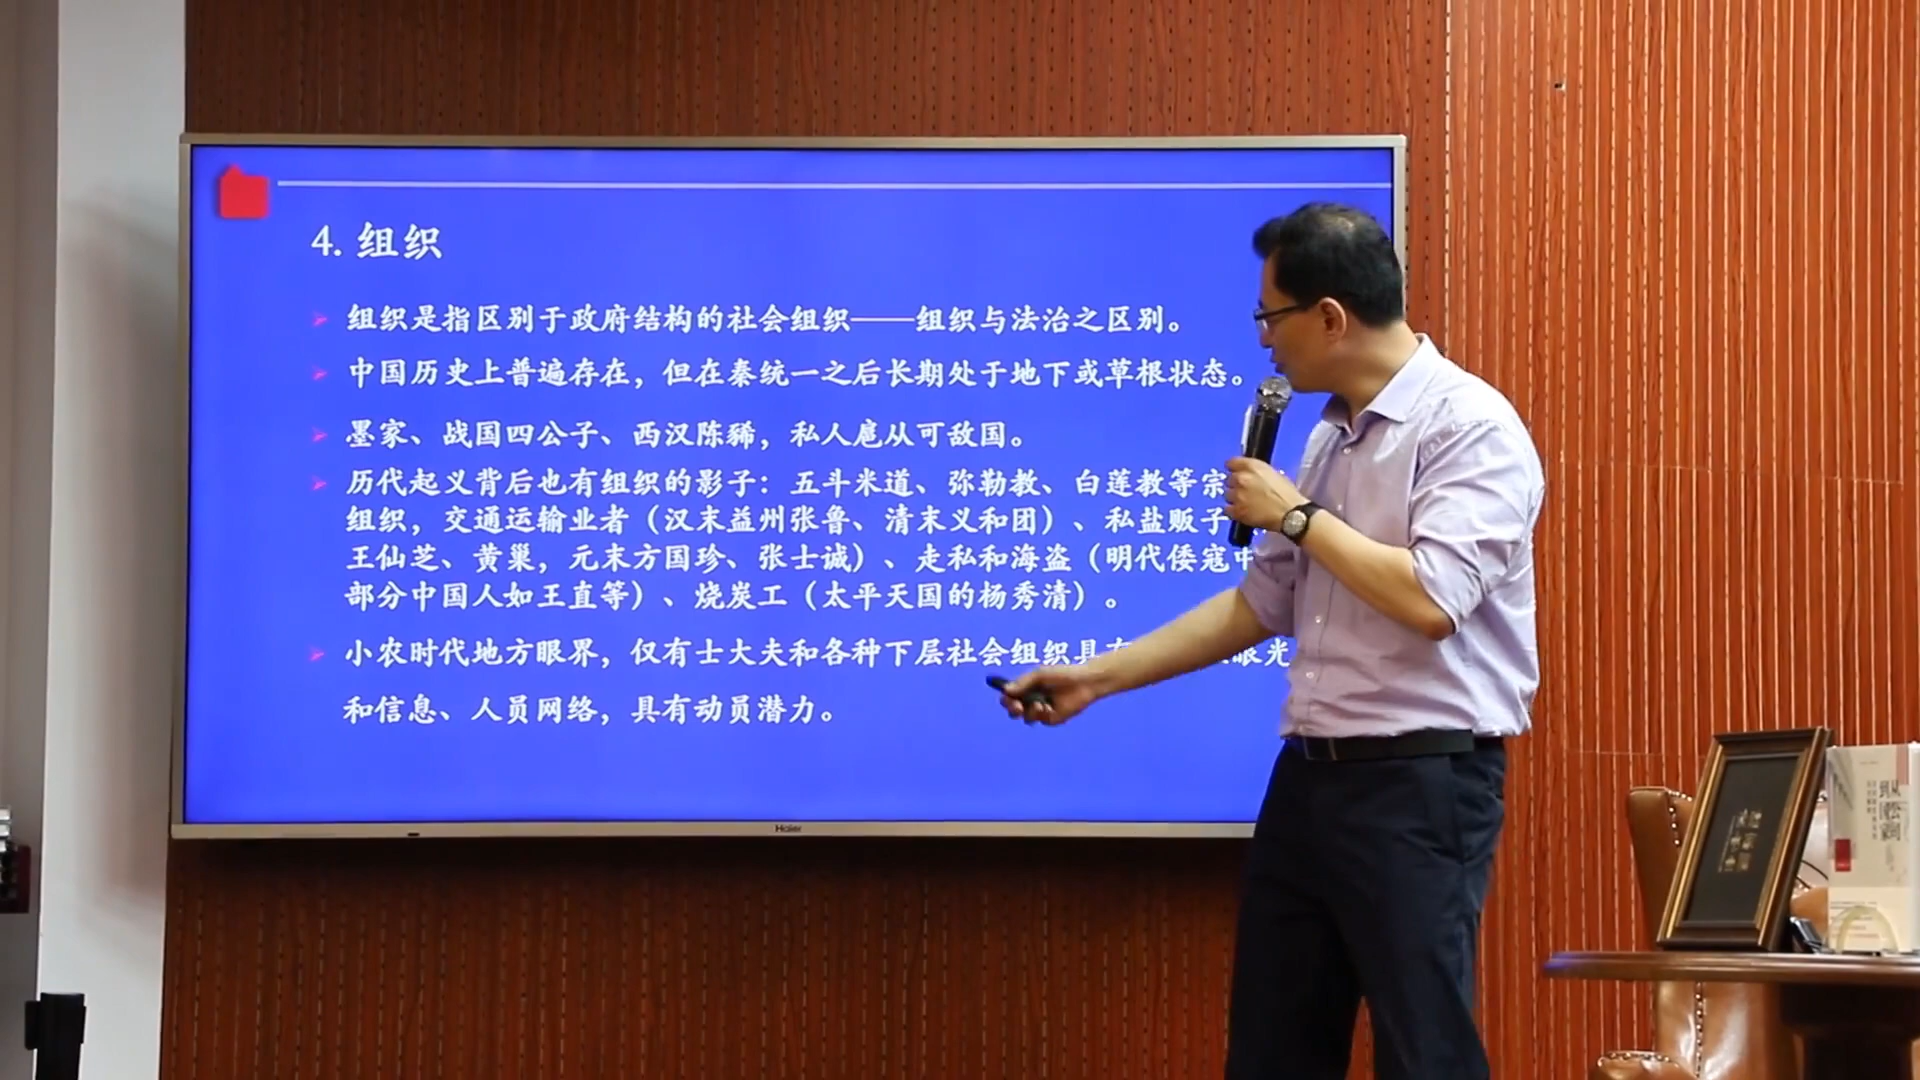 4. 组织
组织是指区别于政府结构的社会组织——组织与法治之区别。
中国历史上普遍存在，但在秦统一之后长期处于地下或草根状态。
墨家、战国四公子、西汉陈豨，私人扈从可敌国。
历代起义背后也有组织的影子：五斗米道、弥勒教、白莲教等宗
组织，交通运输业者（汉末益州张鲁、清末义和团）、私盐贩子
王仙芝、黄巢，元末方国珍、张士诚）、走私和海盗（明代倭寇中
部分中国人如王直等）、烧炭工（太平天国的杨秀清）。
小农时代地方眼界，仅有士大夫和各种下层社会组织具有 眼光
和信息、人员网络，具有动员潜力。
Haier
从公司
到国家